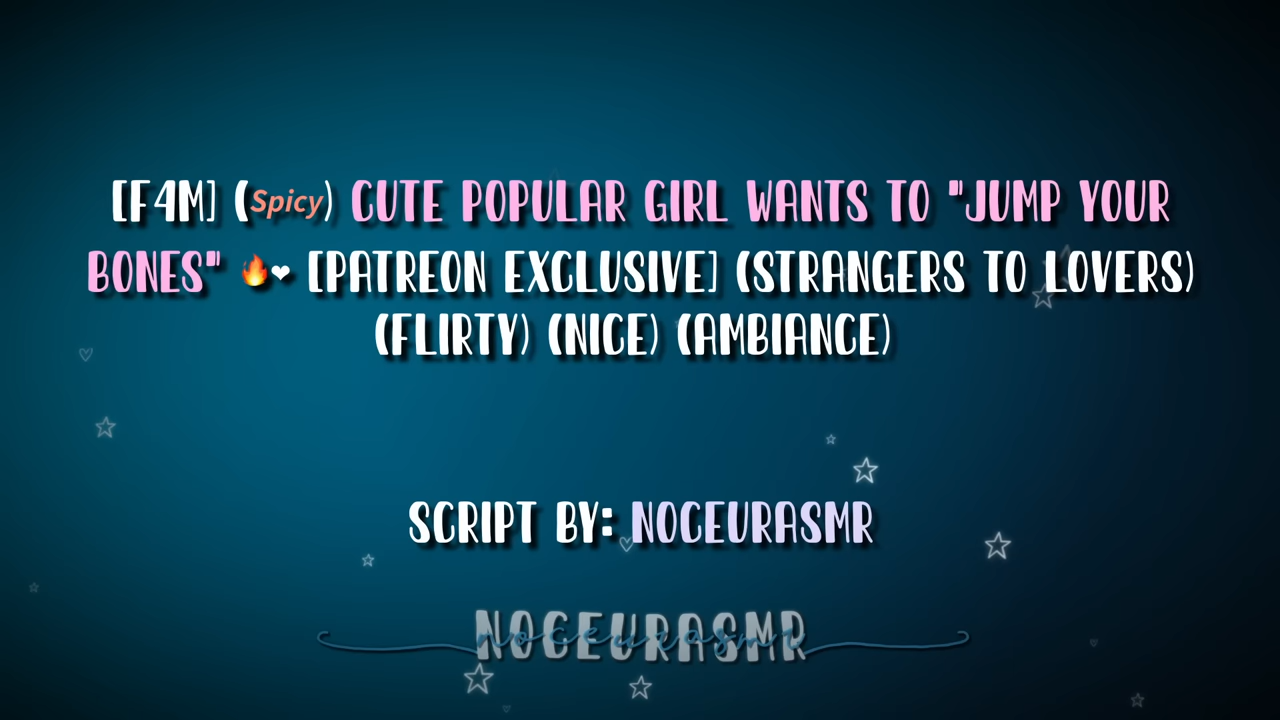 [F4M] (Spicy) CUTE POPULAR GIRL WANTS TO "JUMP YOUR
BONES" 🔥❤ [PATREON EXCLUSIVE] (STRANGERS TO LOVERS)
(FLIRTY) (NICE) (AMBIANCE)
SCRIPT BY: NOCEURASMR
NOCEURASMR
noceurasmr